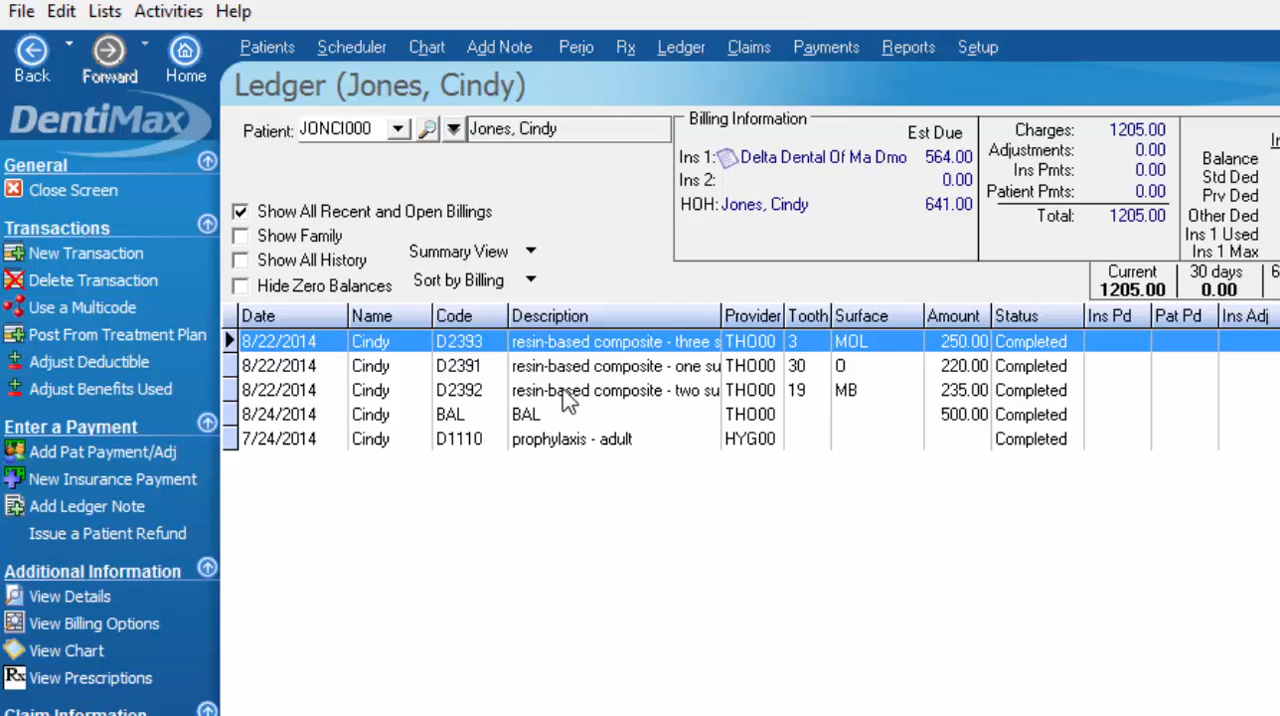 File Edit Lists Activities Help
Back Forward Home
Patients Scheduler Chart Add Note Perio Rx Ledger Claims Payments Reports Setup
DentiMax
Ledger (Jones, Cindy)
Patient: JONCI000 Jones, Cindy
Show All Recent and Open Billings
Show Family
Show All History
Hide Zero Balances
Summary View
Sort by Billing
Billing Information
Est Due
Ins 1: Delta Dental Of Ma Dmo 564.00
Ins 2: 0.00
HOH: Jones, Cindy 641.00
Charges: 1205.00
Adjustments: 0.00
Ins Pmts: 0.00
Patient Pmts: 0.00
Total: 1205.00
Balance
Std Ded
Prv Ded
Other Ded
Ins 1 Used
Ins 1 Max
Current 30 days 6
1205.00 0.00
Date Name Code Description Provider Tooth Surface Amount Status Ins Pd Pat Pd Ins Adj
8/22/2014 Cindy D2393 resin-based composite - three s THO00 3 MOL 250.00 Completed
8/22/2014 Cindy D2391 resin-based composite - one su THO00 30 O 220.00 Completed
8/22/2014 Cindy D2392 resin-based composite - two su THO00 19 MB 235.00 Completed
8/24/2014 Cindy BAL BAL THO00 500.00 Completed
7/24/2014 Cindy D1110 prophylaxis - adult HYG00 Completed
General
Close Screen
Transactions
New Transaction
Delete Transaction
Use a Multicode
Post From Treatment Plan
Adjust Deductible
Adjust Benefits Used
Enter a Payment
Add Pat Payment/Adj
New Insurance Payment
Add Ledger Note
Issue a Patient Refund
Additional Information
View Details
View Billing Options
View Chart
Rx View Prescriptions
Claim Information